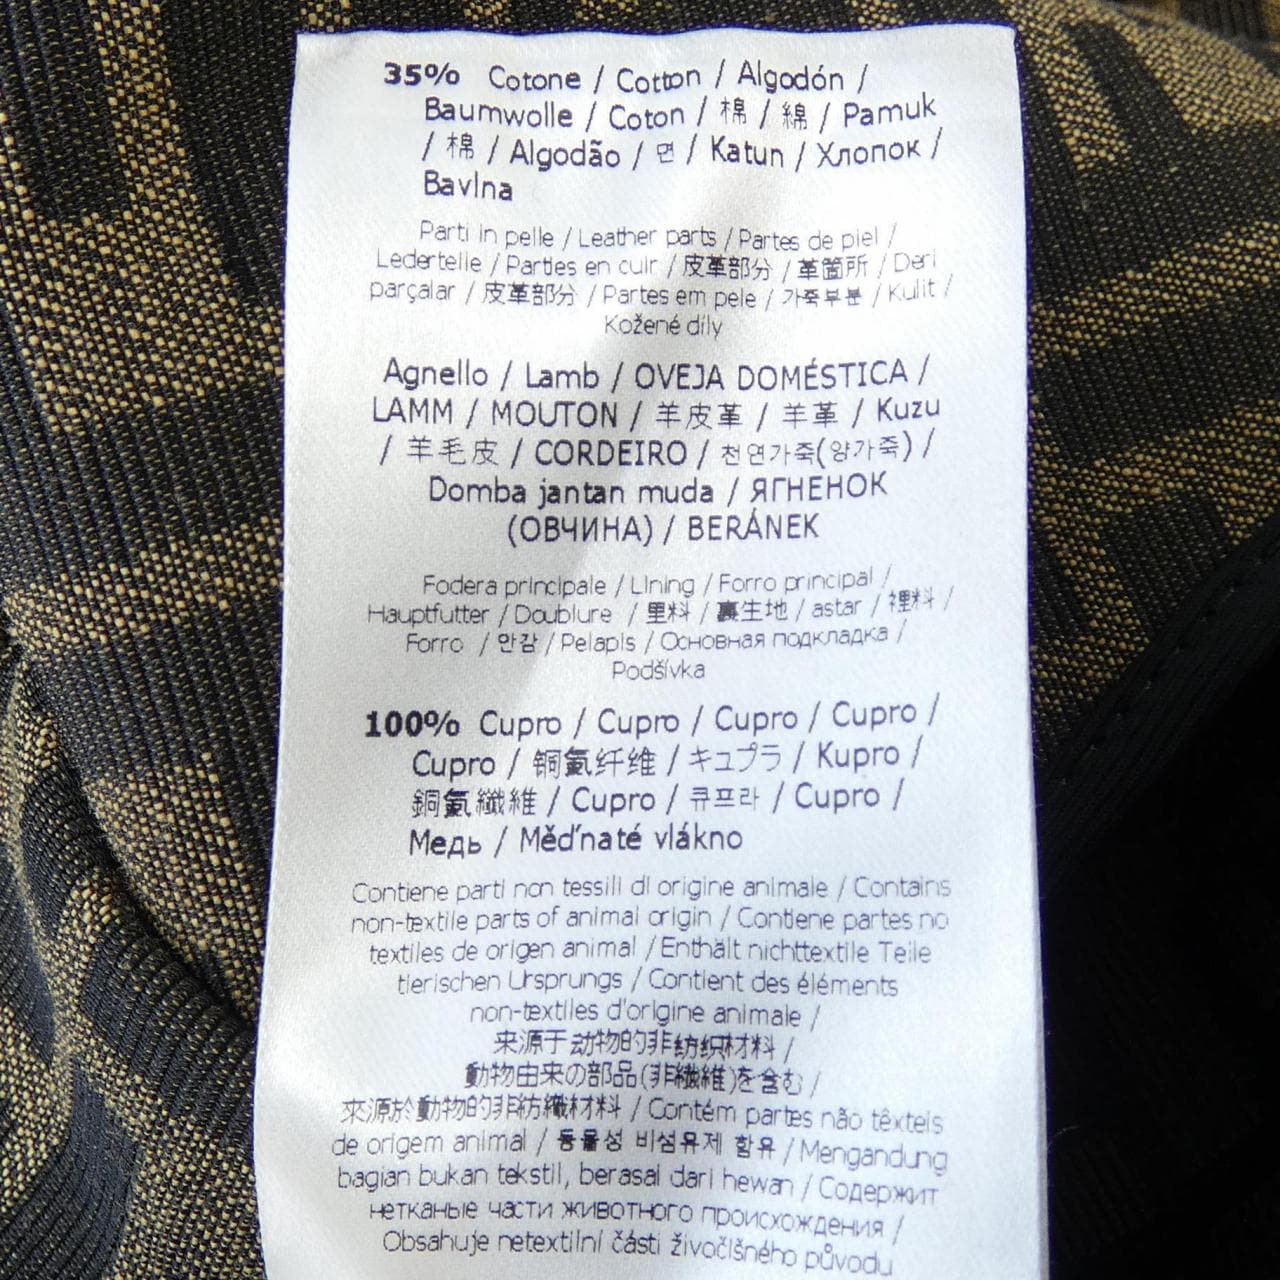 35% Cotone / Cotton / Algodón /
Baumwolle / Coton / 棉 / 綿 / Pamuk
/ 棉 / Algodão / 면 / Katun / Хлопок /
Bavlna
Parti in pelle / Leather parts / Partes de piel /
Lederteile / Parties en cuir / 皮革部分 / 革箇所 / Deri
parçalar / 皮革部分 / Partes em pele / 가죽부분 / Kulit /
Kožené díly
Agnello / Lamb / OVEJA DOMÉSTICA /
LAMM / MOUTON / 羊皮革 / 羊革 / Kuzu
/ 羊毛皮 / CORDEIRO / 천연가죽(양가죽) /
Domba jantan muda / ЯГНЕНОК
(ОВЧИНА) / BERÁNEK
Fodera principale / Lining / Forro principal /
Hauptfutter / Doublure / 里料 / 裏生地 / astar / 裡料 /
Forro / 안감 / Pelapis / Основная подкладка /
Podšívka
100% Cupro / Cupro / Cupro / Cupro /
Cupro / 铜氨纤维 / キュプラ / Kupro /
銅氨纖維 / Cupro / 큐프라 / Cupro /
Медь / Měďnaté vlákno
Contiene parti non tessili di origine animale / Contains
non-textile parts of animal origin / Contiene partes no
textiles de origen animal / Enthält nichttextile Teile
tierischen Ursprungs / Contient des éléments
non-textiles d'origine animale /
来源于动物的非纺织材料 /
動物由来の部品(非繊維)を含む /
來源於動物的非紡織材料 / Contém partes não têxteis
de origem animal / 동물성 비섬유제 함유 / Mengandung
bagian bukan tekstil, berasal dari hewan / Содержит
нетканые части животного происхождения /
Obsahuje netextilní části živočišného původu